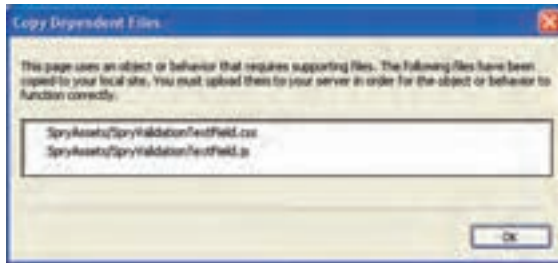 Copy Dependent Files
This page uses an object or behavior that requires supporting files. The following files have been
copied to your local site. You must upload them to your server in order for the object or behavior to
function correctly.
SpryAssets/SpryValidationTextField.css
SpryAssets/SpryValidationTextField.js
OK